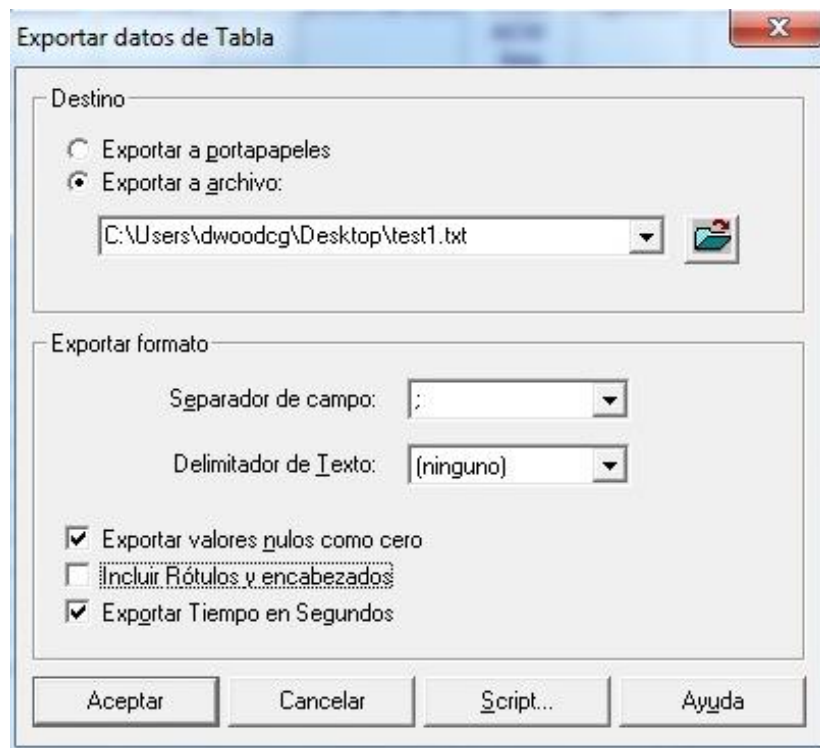 Exportar datos de Tabla
Destino
Exportar a portapapeles
Exportar a archivo:
C:\Users\dwoodcg\Desktop\test1.txt
Exportar formato
Separador de campo: ;
Delimitador de Texto: (ninguno)
Exportar valores nulos como cero
Incluir Rótulos y encabezados
Exportar Tiempo en Segundos
Aceptar Cancelar Script... Ayuda